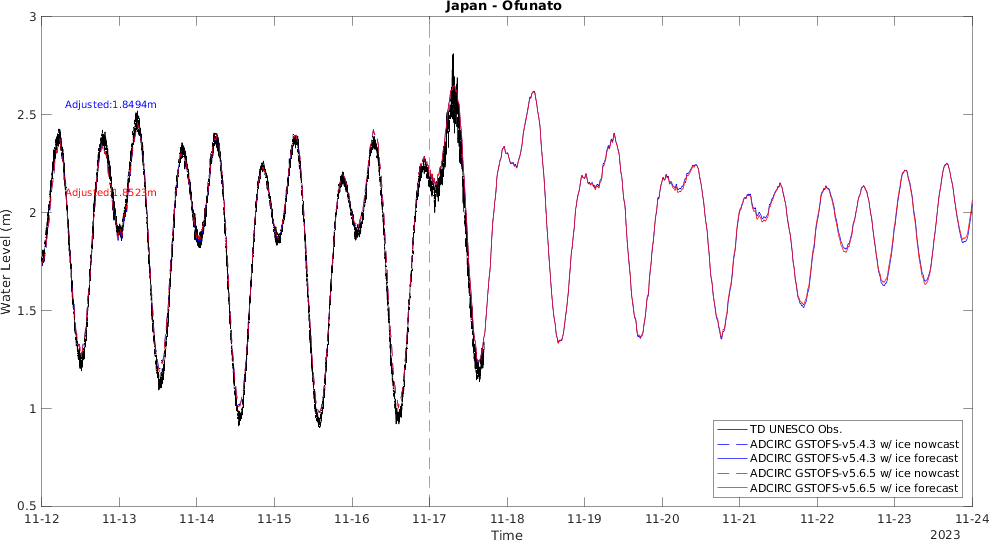 Japan - Ofunato
3
2.5
2
1.5
1
0.5
Water Level (m)
Adjusted:1.8494m
Adjusted:1.8523m
TD UNESCO Obs.
ADCIRC GSTOFS-v5.4.3 w/ ice nowcast
ADCIRC GSTOFS-v5.4.3 w/ ice forecast
ADCIRC GSTOFS-v5.6.5 w/ ice nowcast
ADCIRC GSTOFS-v5.6.5 w/ ice forecast
11-12 11-13 11-14 11-15 11-16 11-17 11-18 11-19 11-20 11-21 11-22 11-23 11-24
Time
2023